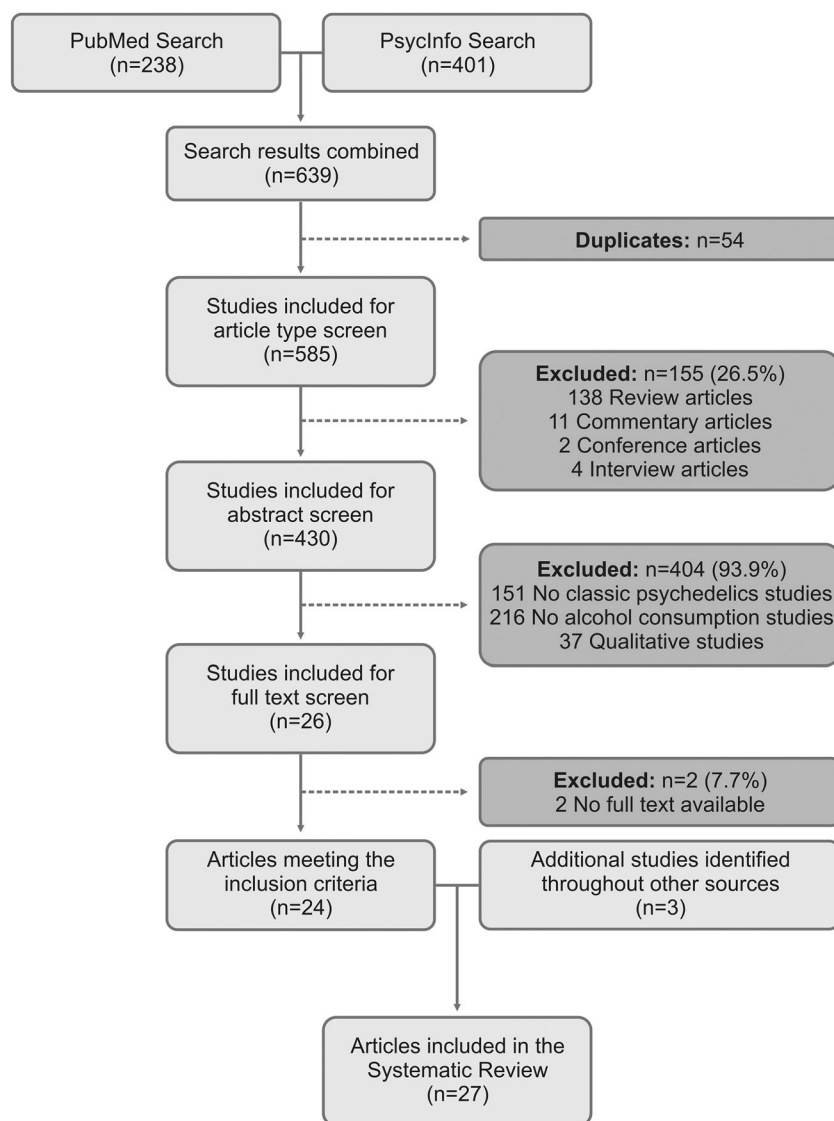 PubMed Search
(n=238)
PsycInfo Search
(n=401)
Search results combined
(n=639)
Duplicates: n=54
Studies included for
article type screen
(n=585)
Excluded: n=155 (26.5%)
138 Review articles
11 Commentary articles
2 Conference articles
4 Interview articles
Studies included for
abstract screen
(n=430)
Excluded: n=404 (93.9%)
151 No classic psychedelics studies
216 No alcohol consumption studies
37 Qualitative studies
Studies included for
full text screen
(n=26)
Excluded: n=2 (7.7%)
2 No full text available
Articles meeting the
inclusion criteria
(n=24)
Additional studies identified
throughout other sources
(n=3)
Articles included in the
Systematic Review
(n=27)